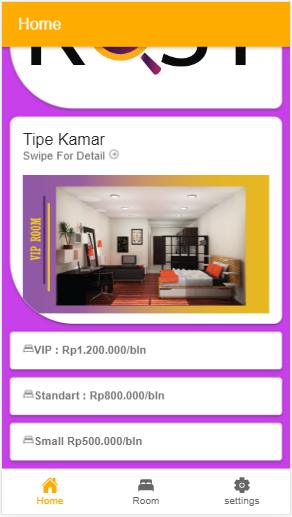 Home
KOST
Tipe Kamar
Swipe For Detail
VIP ROOM
VIP : Rp1.200.000/bln
Standart : Rp800.000/bln
Small Rp500.000/bln
Home
Room
settings